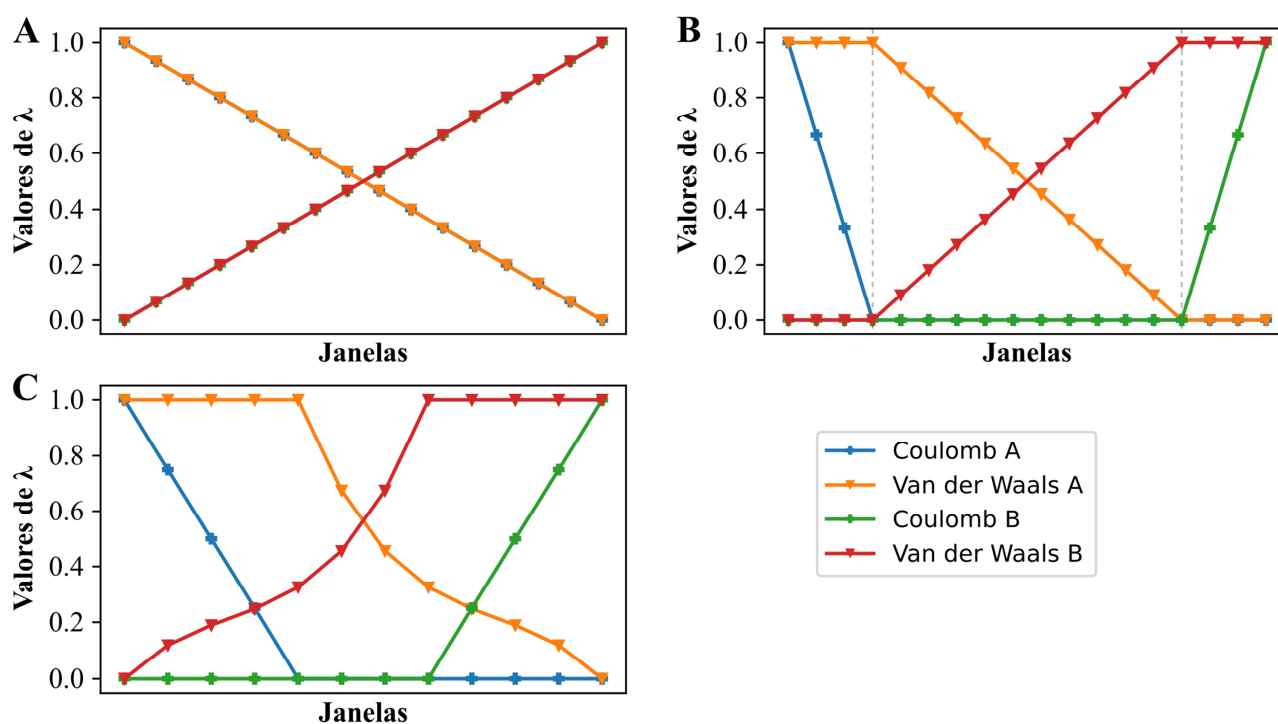 A
Valores de λ
1.0
0.8
0.6
0.4
0.2
0.0
Janelas
B
Valores de λ
1.0
0.8
0.6
0.4
0.2
0.0
Janelas
C
Valores de λ
1.0
0.8
0.6
0.4
0.2
0.0
Janelas
Coulomb A
Van der Waals A
Coulomb B
Van der Waals B